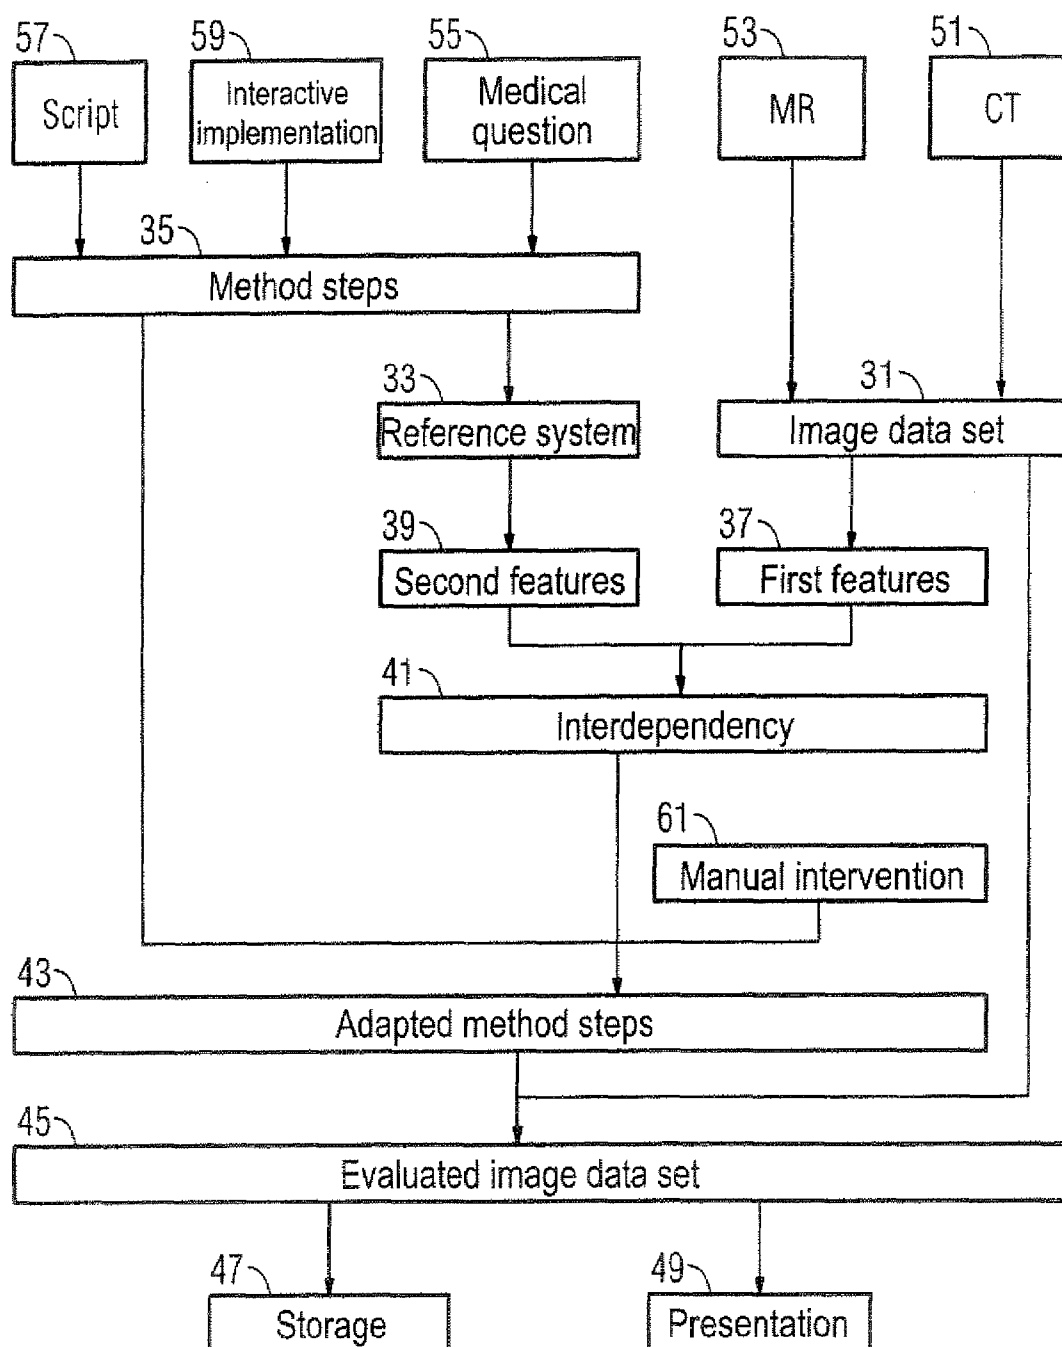 57
59
55
53
51
Script
Interactive
implementation
Medical
question
MR
CT
35
Method steps
33
31
Reference system
Image data set
39
37
Second features
First features
41
Interdependency
61
Manual intervention
43
Adapted method steps
45
Evaluated image data set
47
49
Storage
Presentation